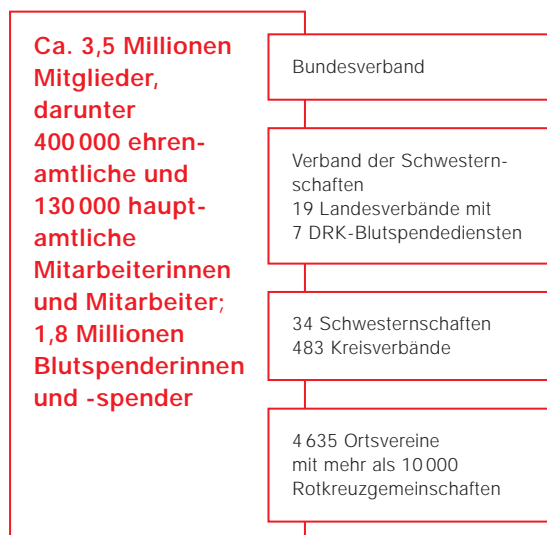 Ca. 3,5 Millionen
Mitglieder,
darunter
400 000 ehren-
amtliche und
130 000 haupt-
amtliche
Mitarbeiterinnen
und Mitarbeiter;
1,8 Millionen
Blutspenderinnen
und -spender
Bundesverband
Verband der Schwestern-
schaften
19 Landesverbände mit
7 DRK-Blutspendediensten
34 Schwesternschaften
483 Kreisverbände
4 635 Ortsvereine
mit mehr als 10 000
Rotkreuzgemeinschaften